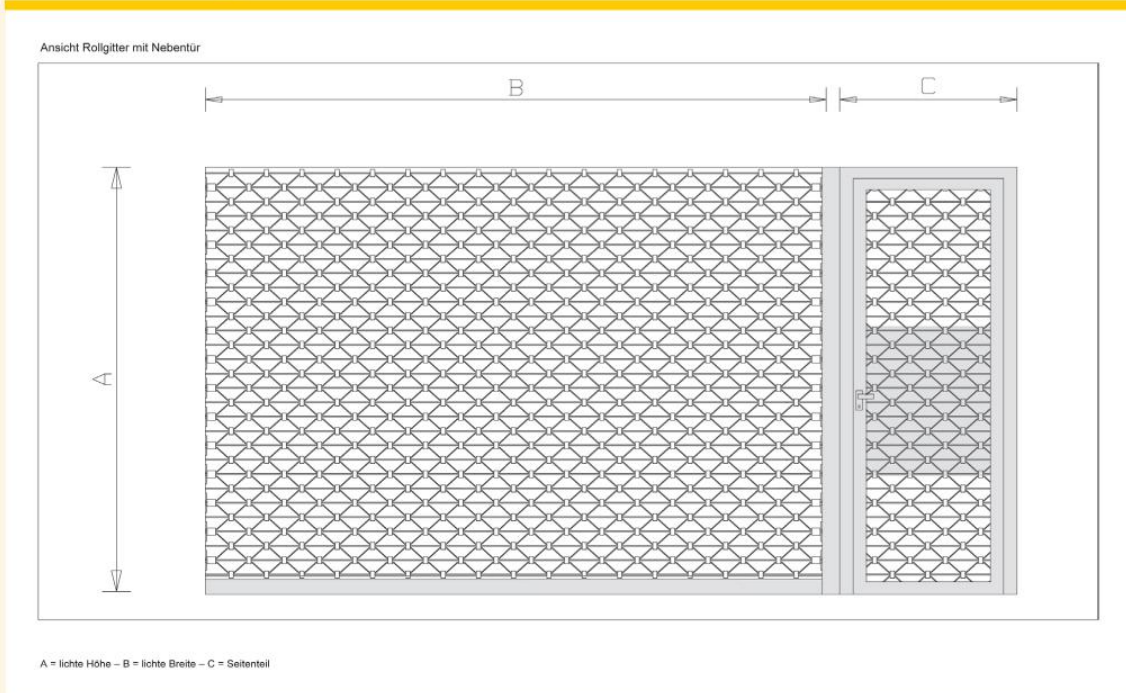 Ansicht Rollgitter mit Nebentür
B
C
A
A = lichte Höhe – B = lichte Breite – C = Seitenteil